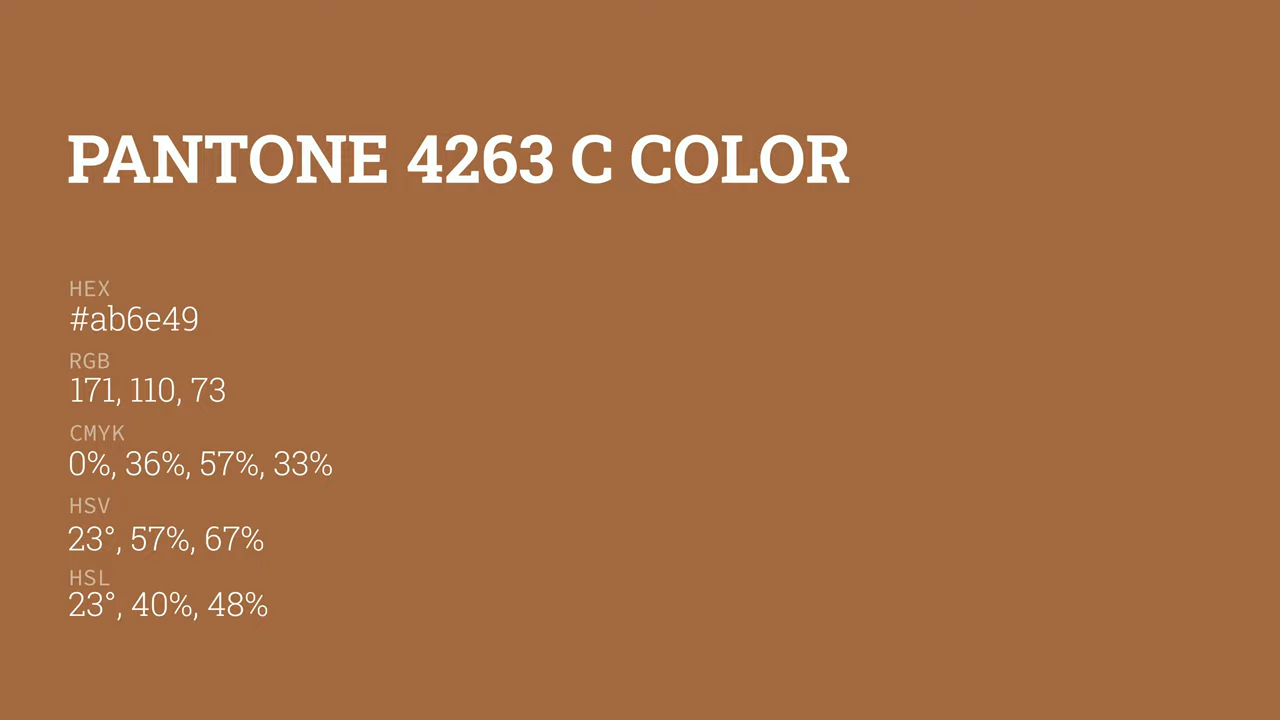 PANTONE 4263 C COLOR
HEX
#ab6e49
RGB
171, 110, 73
CMYK
0%, 36%, 57%, 33%
HSV
23°, 57%, 67%
HSL
23°, 40%, 48%